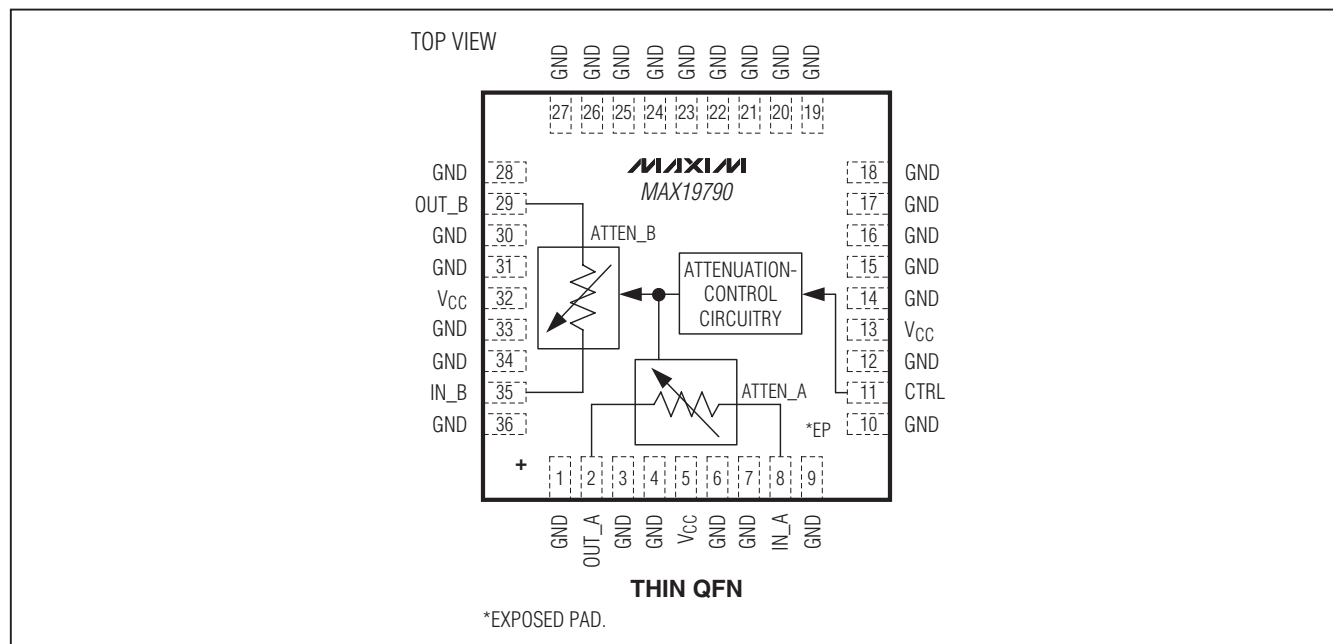 TOP VIEW
GND GND GND GND GND GND GND GND GND
27 26 25 24 23 22 21 20 19
MAXIM
MAX19790
GND 28
OUT_B 29
GND 30
GND 31
VCC 32
GND 33
GND 34
IN_B 35
GND 36
ATTEN_B
ATTENUATION-
CONTROL
CIRCUITRY
ATTEN_A
*EP
18 GND
17 GND
16 GND
15 GND
14 GND
13 VCC
12 GND
11 CTRL
10 GND
+
1 2 3 4 5 6 7 8 9
GND OUT_A GND GND VCC GND GND IN_A GND
THIN QFN
*EXPOSED PAD.